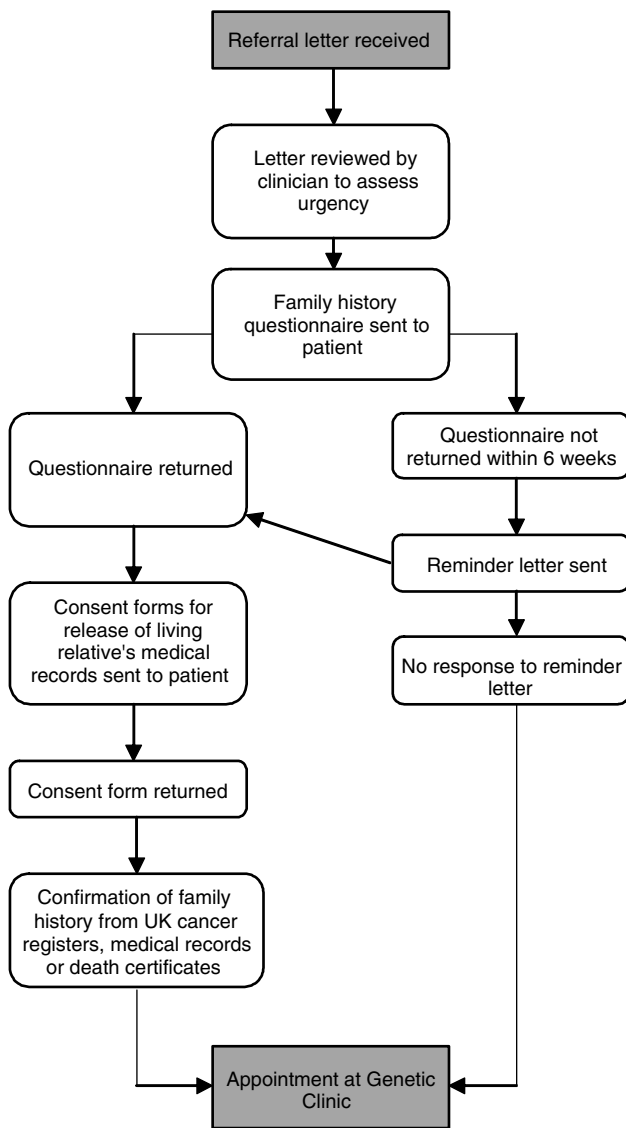 Referral letter received
Letter reviewed by
clinician to assess
urgency
Family history
questionnaire sent to
patient
Questionnaire returned
Questionnaire not
returned within 6 weeks
Reminder letter sent
Consent forms for
release of living
relative's medical
records sent to patient
No response to reminder
letter
Consent form returned
Confirmation of family
history from UK cancer
registers, medical records
or death certificates
Appointment at Genetic
Clinic